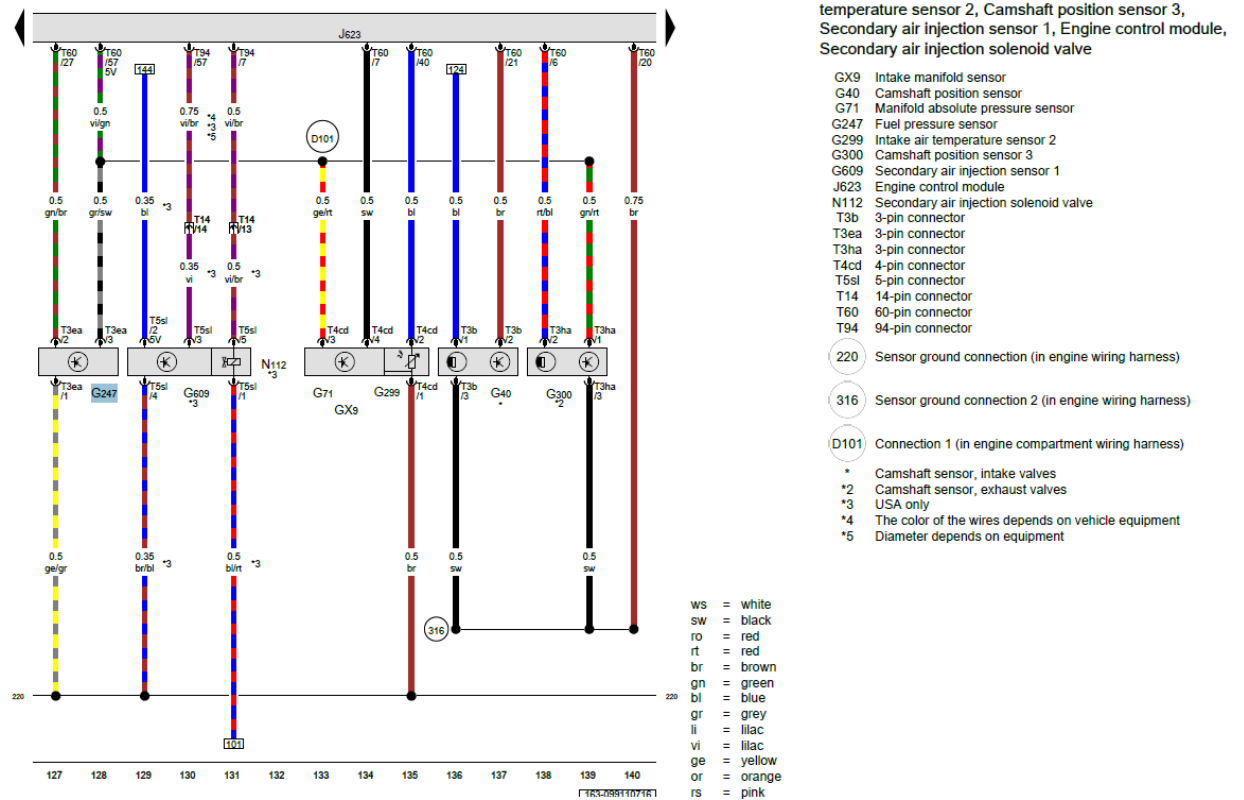 J623
T60
/27
T60
/57
5V
144
T94
/57
T94
/7
T60
/7
T60
/40
124
T60
/21
T60
/6
T60
/20
0.5
vi/gn
0.75
vi/br
*4
*3
*5
0.5
vi/br
D101
0.5
gn/br
0.5
gr/sw
0.35
bl
*3
T14
/14
T14
/13
0.5
ge/rt
0.5
sw
0.5
bl
0.5
bl
0.5
br
0.5
rt/bl
0.5
gn/rt
0.75
br
0.35
vi
*3
0.5
vi/br
*3
T3ea
/2
T3ea
/3
T5sl
/2
5V
T5sl
/3
T5sl
/5
T4cd
/3
T4cd
/4
T4cd
/2
T3b
/1
T3b
/2
T3ha
/2
T3ha
/1
N112
*3
T3ea
/1
G247
T5sl
/4
G609
*3
T5sl
/1
G71
GX9
G299
T4cd
/1
T3b
/3
G40
*
G300
*2
T3ha
/3
0.5
ge/gr
0.35
br/bl
*3
0.5
bl/rt
*3
0.5
br
0.5
sw
0.5
sw
316
220
220
101
127 128 129 130 131 132 133 134 135 136 137 138 139 140
163-099110716
temperature sensor 2, Camshaft position sensor 3,
Secondary air injection sensor 1, Engine control module,
Secondary air injection solenoid valve
GX9 Intake manifold sensor
G40 Camshaft position sensor
G71 Manifold absolute pressure sensor
G247 Fuel pressure sensor
G299 Intake air temperature sensor 2
G300 Camshaft position sensor 3
G609 Secondary air injection sensor 1
J623 Engine control module
N112 Secondary air injection solenoid valve
T3b 3-pin connector
T3ea 3-pin connector
T3ha 3-pin connector
T4cd 4-pin connector
T5sl 5-pin connector
T14 14-pin connector
T60 60-pin connector
T94 94-pin connector
220 Sensor ground connection (in engine wiring harness)
316 Sensor ground connection 2 (in engine wiring harness)
D101 Connection 1 (in engine compartment wiring harness)
* Camshaft sensor, intake valves
*2 Camshaft sensor, exhaust valves
*3 USA only
*4 The color of the wires depends on vehicle equipment
*5 Diameter depends on equipment
ws = white
sw = black
ro = red
rt = red
br = brown
gn = green
bl = blue
gr = grey
li = lilac
vi = lilac
ge = yellow
or = orange
rs = pink